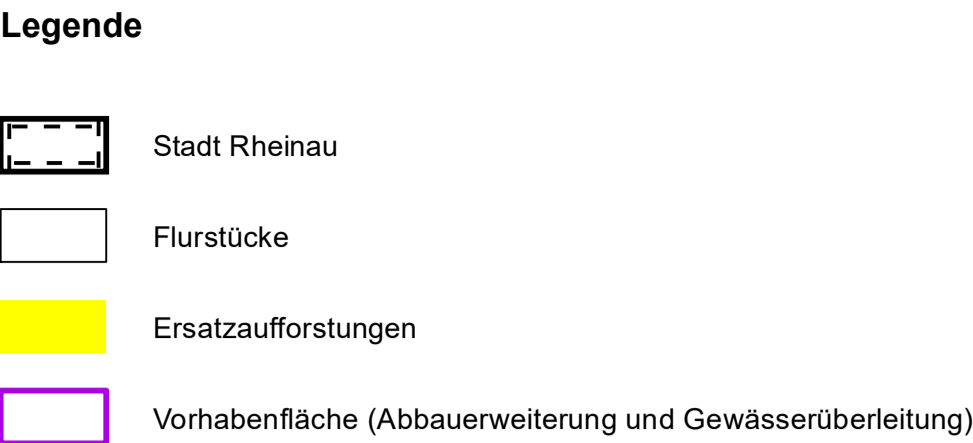 Legende
Stadt Rheinau
Flurstücke
Ersatzaufforstungen
Vorhabenfläche (Abbauerweiterung und Gewässerüberleitung)